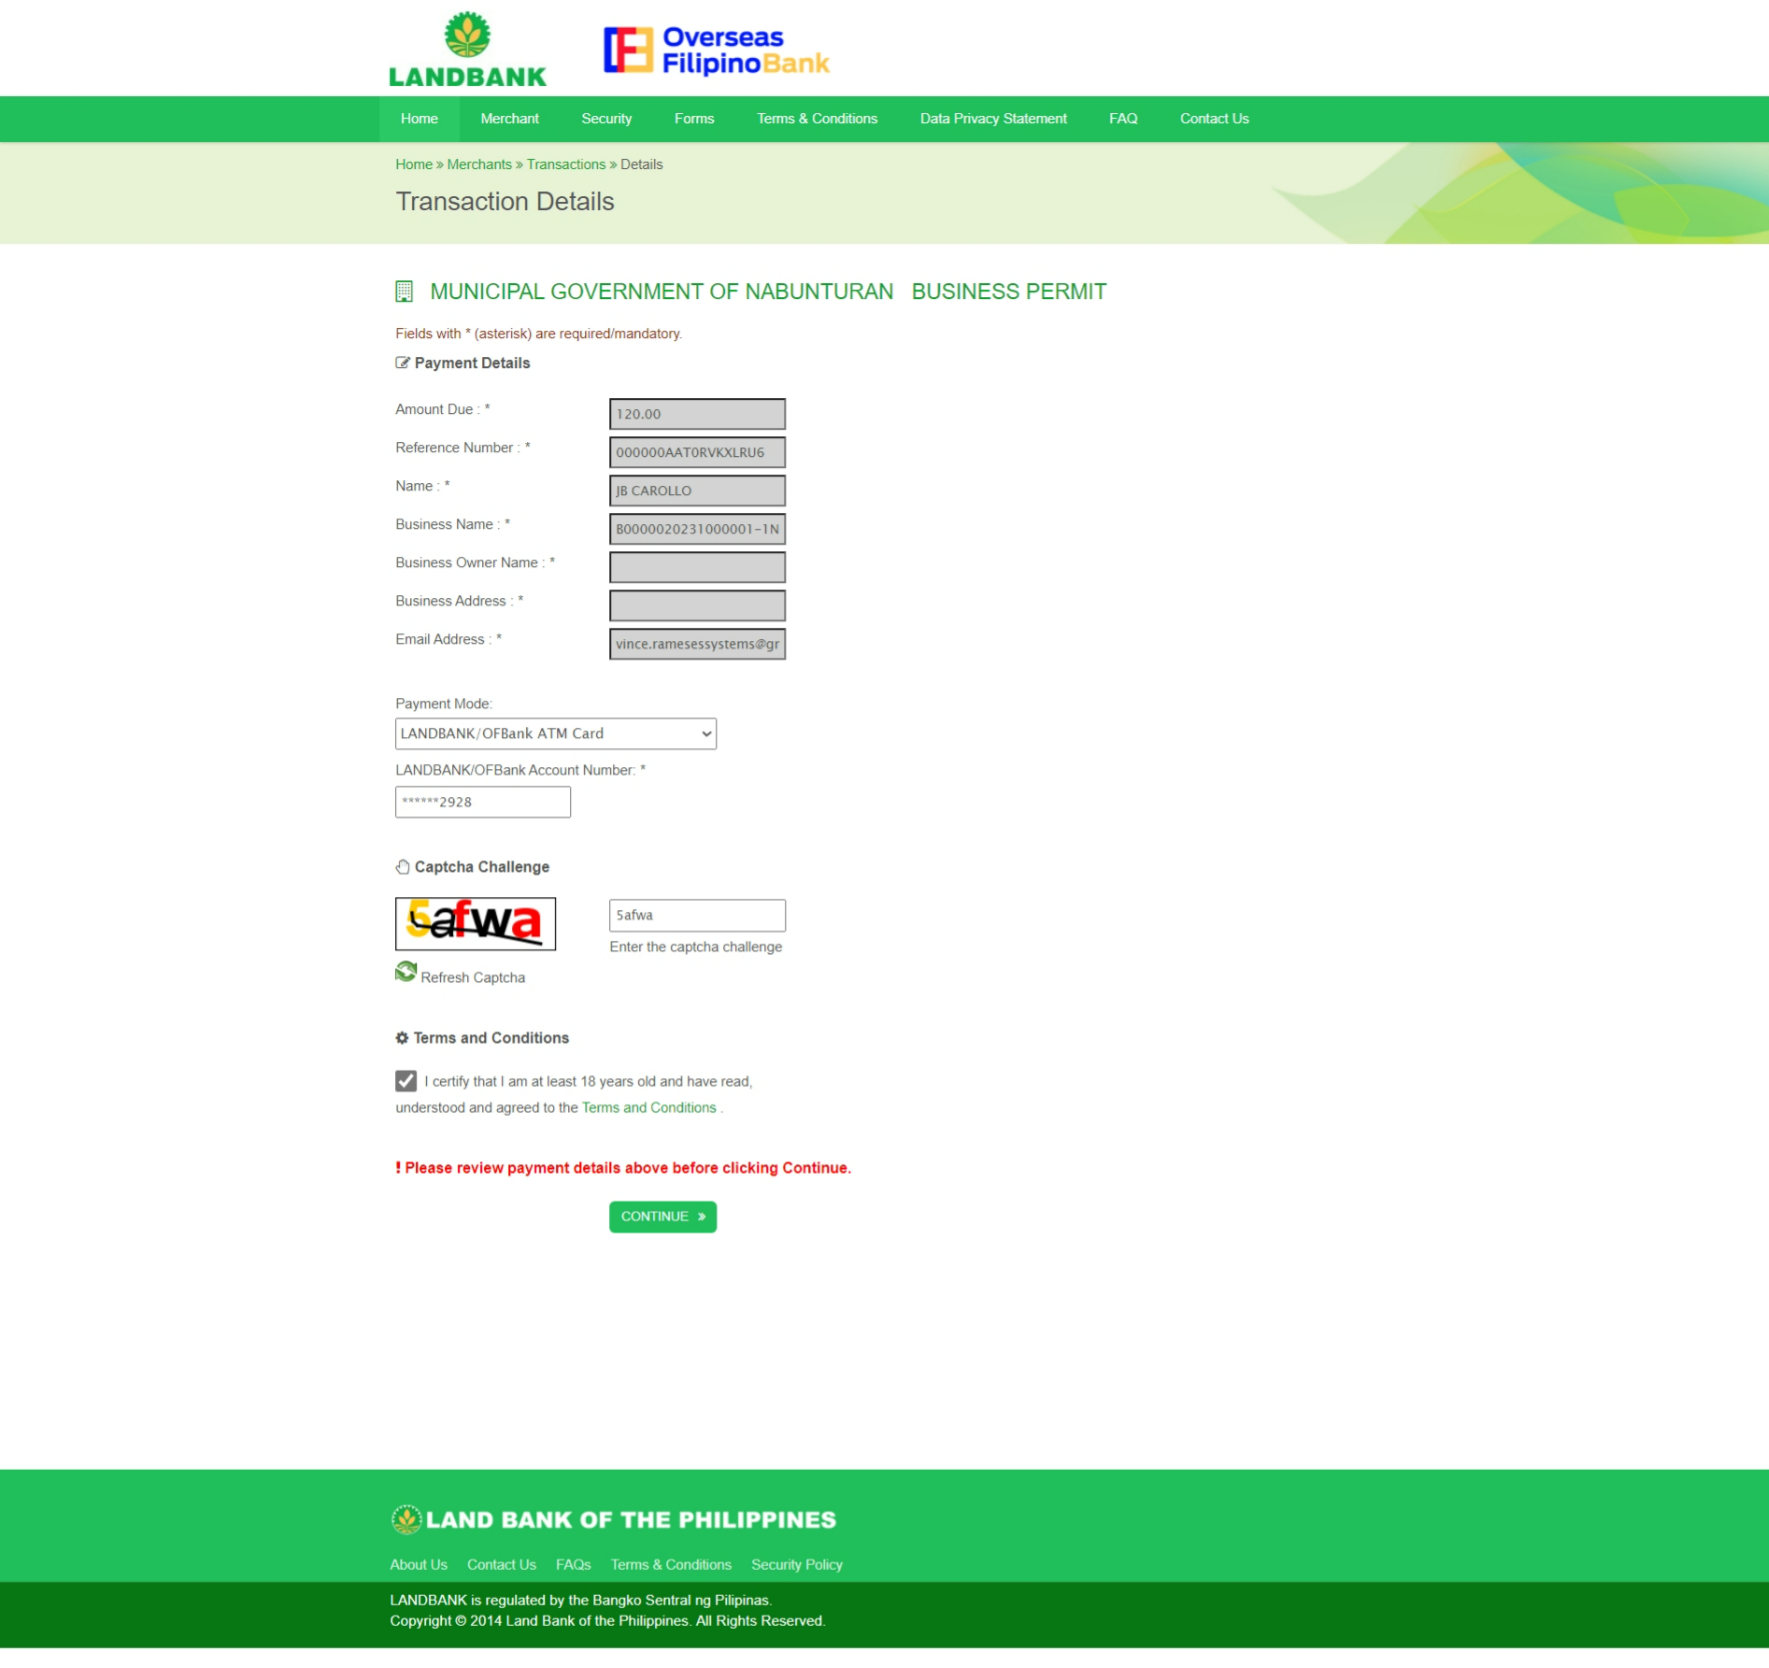 LANDBANK
Overseas
FilipinoBank
Home Merchant Security Forms Terms & Conditions Data Privacy Statement FAQ Contact Us
Home » Merchants » Transactions » Details
Transaction Details
MUNICIPAL GOVERNMENT OF NABUNTURAN BUSINESS PERMIT
Fields with * (asterisk) are required/mandatory.
Payment Details
Amount Due : * 120.00
Reference Number : * 000000AAT0RVKXLRU6
Name : * JB CAROLLO
Business Name : * B0000020231000001-1N
Business Owner Name : *
Business Address : *
Email Address : * vince.ramesessystems@gr
Payment Mode:
LANDBANK/OFBank ATM Card
LANDBANK/OFBank Account Number: *
******2928
Captcha Challenge
5afwa 5afwa
Enter the captcha challenge
Refresh Captcha
Terms and Conditions
I certify that I am at least 18 years old and have read,
understood and agreed to the Terms and Conditions .
! Please review payment details above before clicking Continue.
CONTINUE »
LAND BANK OF THE PHILIPPINES
About Us Contact Us FAQs Terms & Conditions Security Policy
LANDBANK is regulated by the Bangko Sentral ng Pilipinas.
Copyright © 2014 Land Bank of the Philippines. All Rights Reserved.